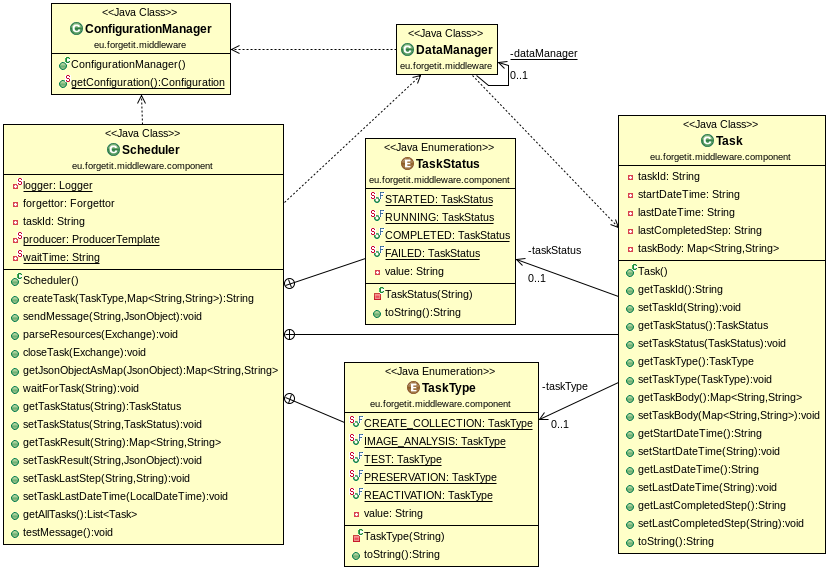 <<Java Class>>
ConfigurationManager
eu.forgetit.middleware
ConfigurationManager()
getConfiguration():Configuration
<<Java Class>>
DataManager
eu.forgetit.middleware
-dataManager
0..1
<<Java Class>>
Scheduler
eu.forgetit.middleware.component
logger: Logger
forgettor: Forgettor
taskId: String
producer: ProducerTemplate
waitTime: String
Scheduler()
createTask(TaskType,Map<String,String>):String
sendMessage(String,JsonObject):void
parseResources(Exchange):void
closeTask(Exchange):void
getJsonObjectAsMap(JsonObject):Map<String,String>
waitForTask(String):void
getTaskStatus(String):TaskStatus
setTaskStatus(String,TaskStatus):void
getTaskResult(String):Map<String,String>
setTaskResult(String,JsonObject):void
setTaskLastStep(String,String):void
setTaskLastDateTime(LocalDateTime):void
getAllTasks():List<Task>
testMessage():void
<<Java Enumeration>>
TaskStatus
eu.forgetit.middleware.component
STARTED: TaskStatus
RUNNING: TaskStatus
COMPLETED: TaskStatus
FAILED: TaskStatus
value: String
TaskStatus(String)
toString():String
-taskStatus
0..1
<<Java Enumeration>>
TaskType
eu.forgetit.middleware.component
CREATE_COLLECTION: TaskType
IMAGE_ANALYSIS: TaskType
TEST: TaskType
PRESERVATION: TaskType
REACTIVATION: TaskType
value: String
TaskType(String)
toString():String
-taskType
0..1
<<Java Class>>
Task
eu.forgetit.middleware.component
taskId: String
startDateTime: String
lastDateTime: String
lastCompletedStep: String
taskBody: Map<String,String>
Task()
getTaskId():String
setTaskId(String):void
getTaskStatus():TaskStatus
setTaskStatus(TaskStatus):void
getTaskType():TaskType
setTaskType(TaskType):void
getTaskBody():Map<String,String>
setTaskBody(Map<String,String>):void
getStartDateTime():String
setStartDateTime(String):void
getLastDateTime():String
setLastDateTime(String):void
getLastCompletedStep():String
setLastCompletedStep(String):void
toString():String